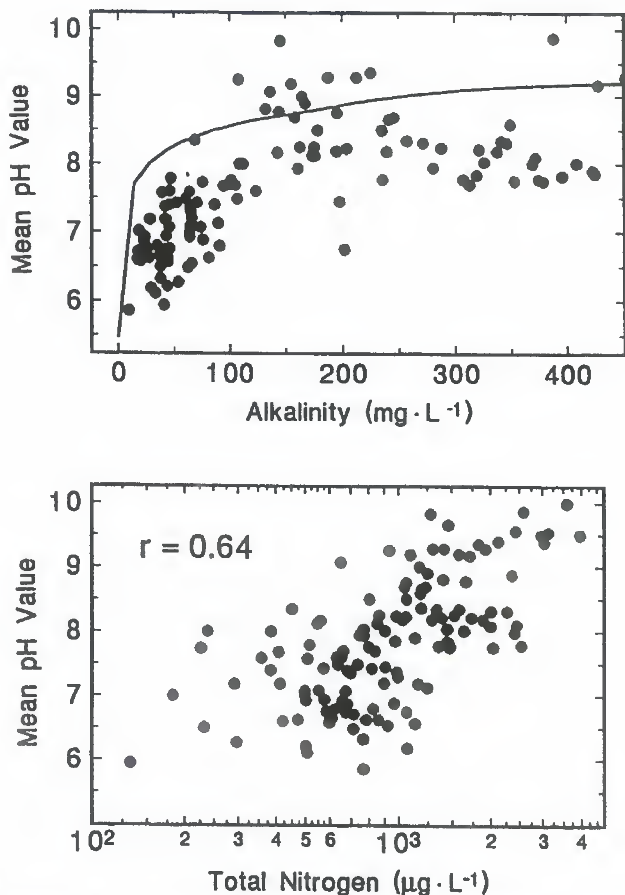 10
9
8
7
6
Mean pH Value
0 100 200 300 400
Alkalinity (mg · L⁻¹)
10
9
8
7
6
Mean pH Value
r = 0.64
10² 2 3 4 5 6 10³ 2 3 4
Total Nitrogen (μg · L⁻¹)